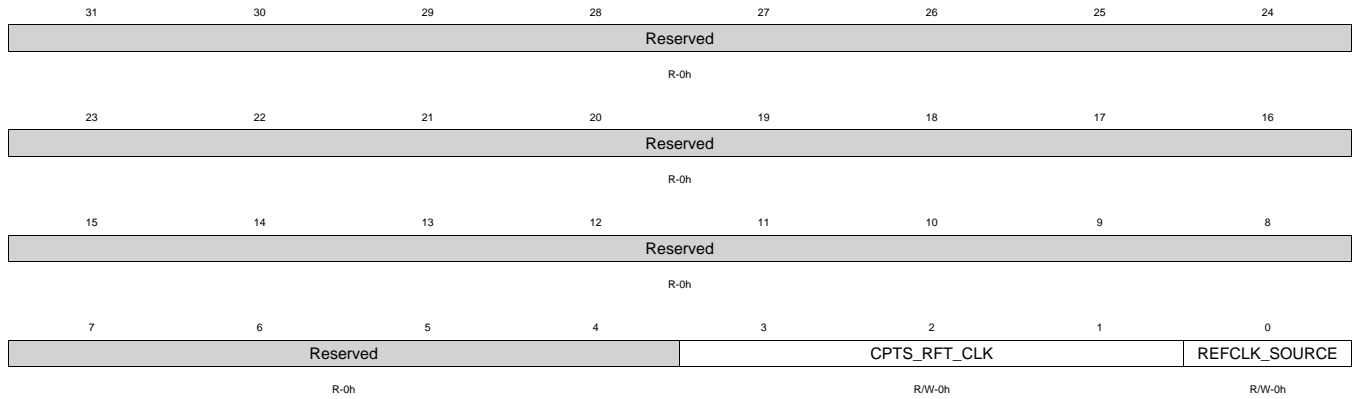 31 30 29 28 27 26 25 24
Reserved
R-0h
23 22 21 20 19 18 17 16
Reserved
R-0h
15 14 13 12 11 10 9 8
Reserved
R-0h
7 6 5 4 3 2 1 0
Reserved CPTS_RFT_CLK REFCLK_SOURCE
R-0h R/W-0h R/W-0h